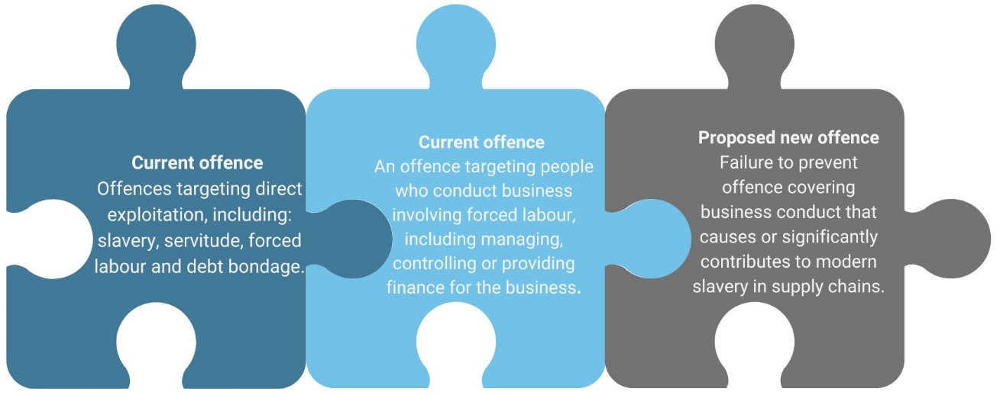 Current offence
Offences targeting direct
exploitation, including:
slavery, servitude, forced
labour and debt bondage.
Current offence
An offence targeting people
who conduct business
involving forced labour,
including managing,
controlling or providing
finance for the business.
Proposed new offence
Failure to prevent
offence covering
business conduct that
causes or significantly
contributes to modern
slavery in supply chains.